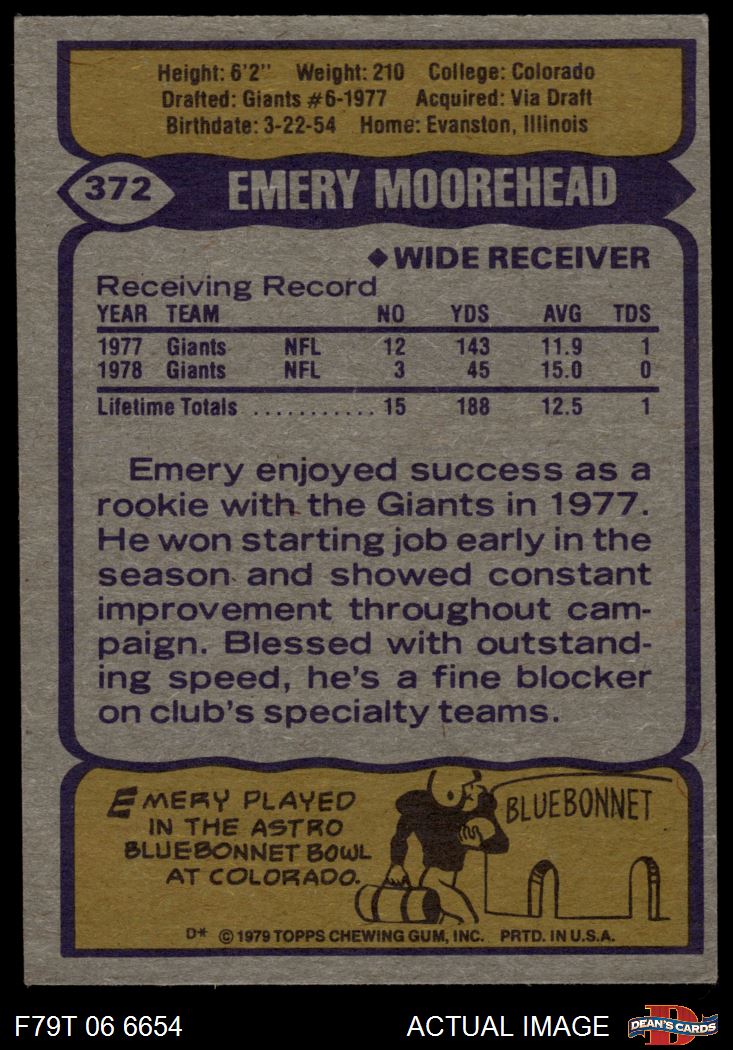 Height: 6'2" Weight: 210 College: Colorado
Drafted: Giants #6-1977 Acquired: Via Draft
Birthdate: 3-22-54 Home: Evanston, Illinois
372 EMERY MOOREHEAD
◆WIDE RECEIVER
Receiving Record
YEAR TEAM NO YDS AVG TDS
1977 Giants NFL 12 143 11.9 1
1978 Giants NFL 3 45 15.0 0
Lifetime Totals ........... 15 188 12.5 1
Emery enjoyed success as a
rookie with the Giants in 1977.
He won starting job early in the
season and showed constant
improvement throughout cam-
paign. Blessed with outstand-
ing speed, he's a fine blocker
on club's specialty teams.
EMERY PLAYED
IN THE ASTRO
BLUEBONNET BOWL
AT COLORADO.
BLUEBONNET
D* © 1979 TOPPS CHEWING GUM, INC. PRTD. IN U.S.A.
F79T 06 6654 ACTUAL IMAGE D DEAN'S CARDS